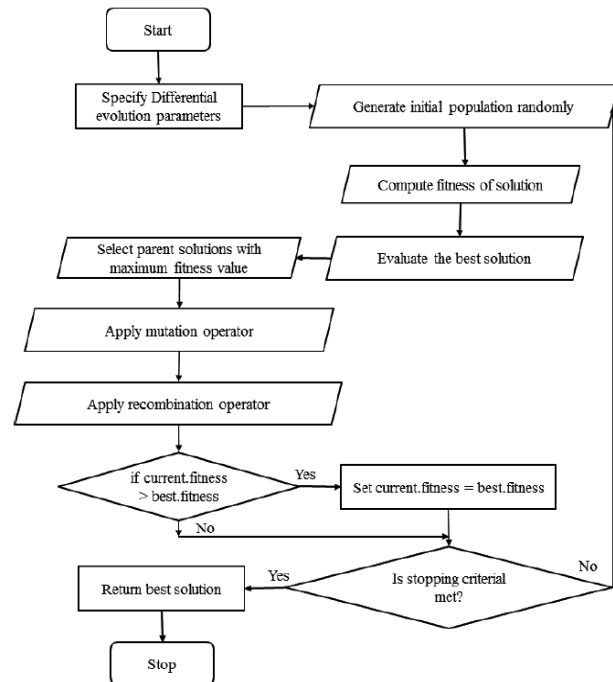 Start
Specify Differential
evolution parameters
Generate initial population randomly
Compute fitness of solution
Evaluate the best solution
Select parent solutions with
maximum fitness value
Apply mutation operator
Apply recombination operator
if current.fitness
> best.fitness
Yes
Set current.fitness = best.fitness
No
Is stopping criterial
met?
No
Yes
Return best solution
Stop